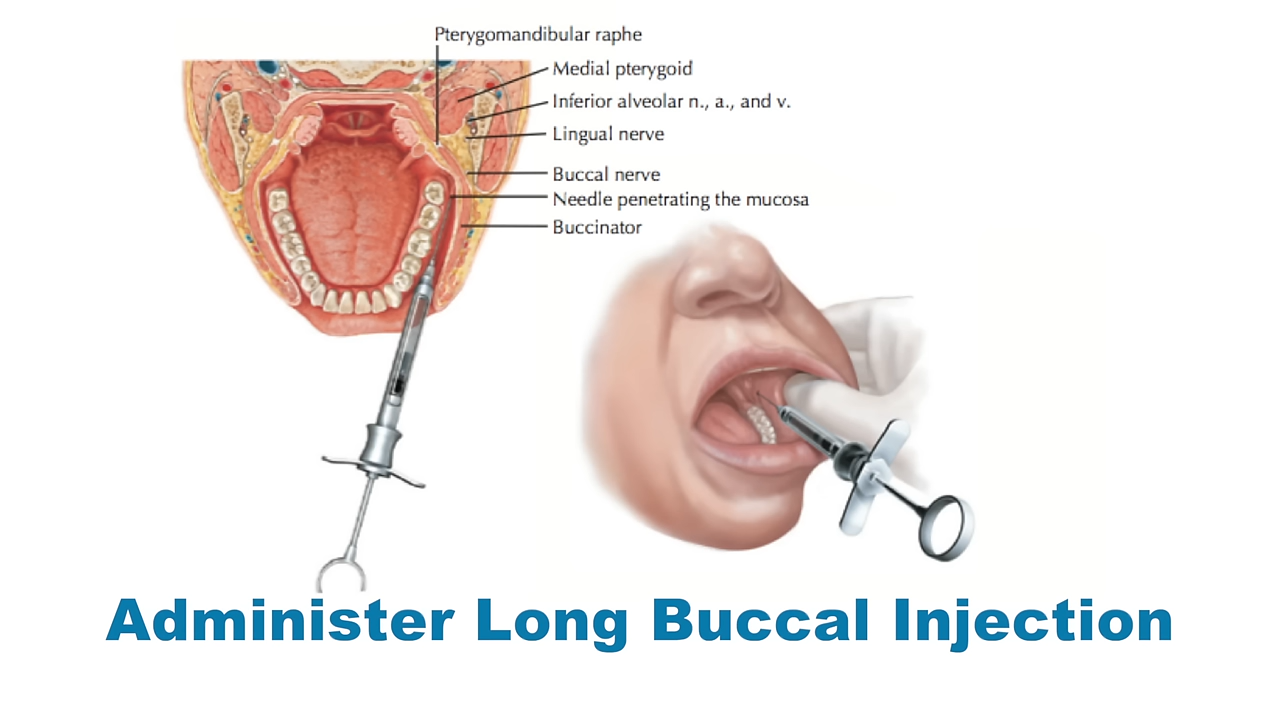 Pterygomandibular raphe
Medial pterygoid
Inferior alveolar n., a., and v.
Lingual nerve
Buccal nerve
Needle penetrating the mucosa
Buccinator
Administer Long Buccal Injection